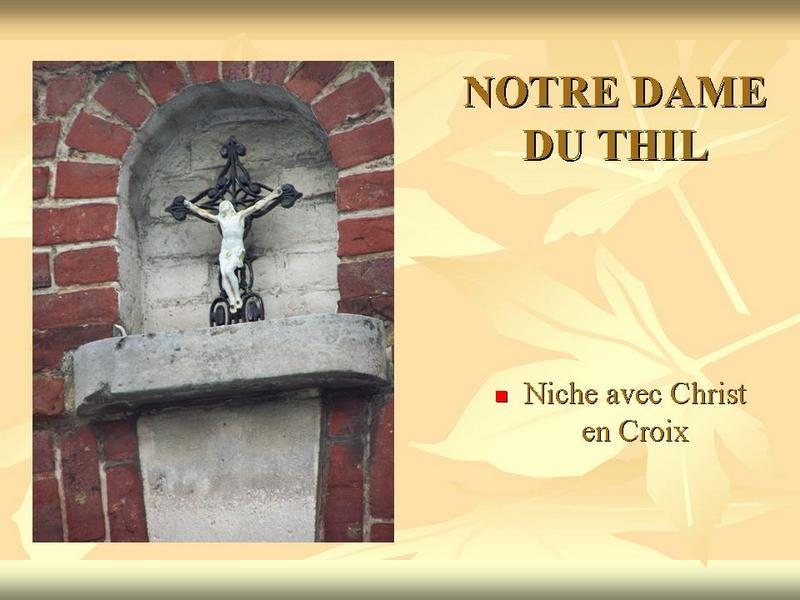 NOTRE DAME
DU THIL
Niche avec Christ
en Croix